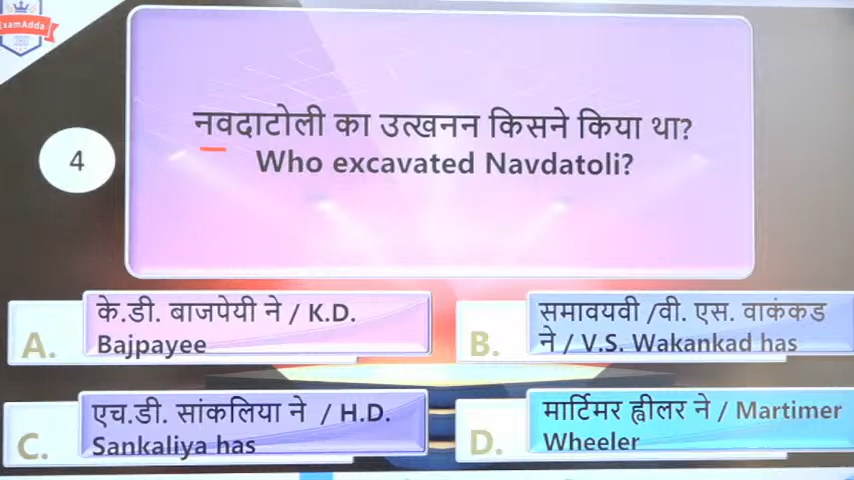 ExamAdda
4
नवदाटोली का उत्खनन किसने किया था?
Who excavated Navdatoli?
A.
के.डी. बाजपेयी ने / K.D.
Bajpayee
B.
समावयवी /वी. एस. वाकंकड
ने / V.S. Wakankad has
C.
एच.डी. सांकलिया ने / H.D.
Sankaliya has
D.
मार्टिमर ह्वीलर ने / Martimer
Wheeler